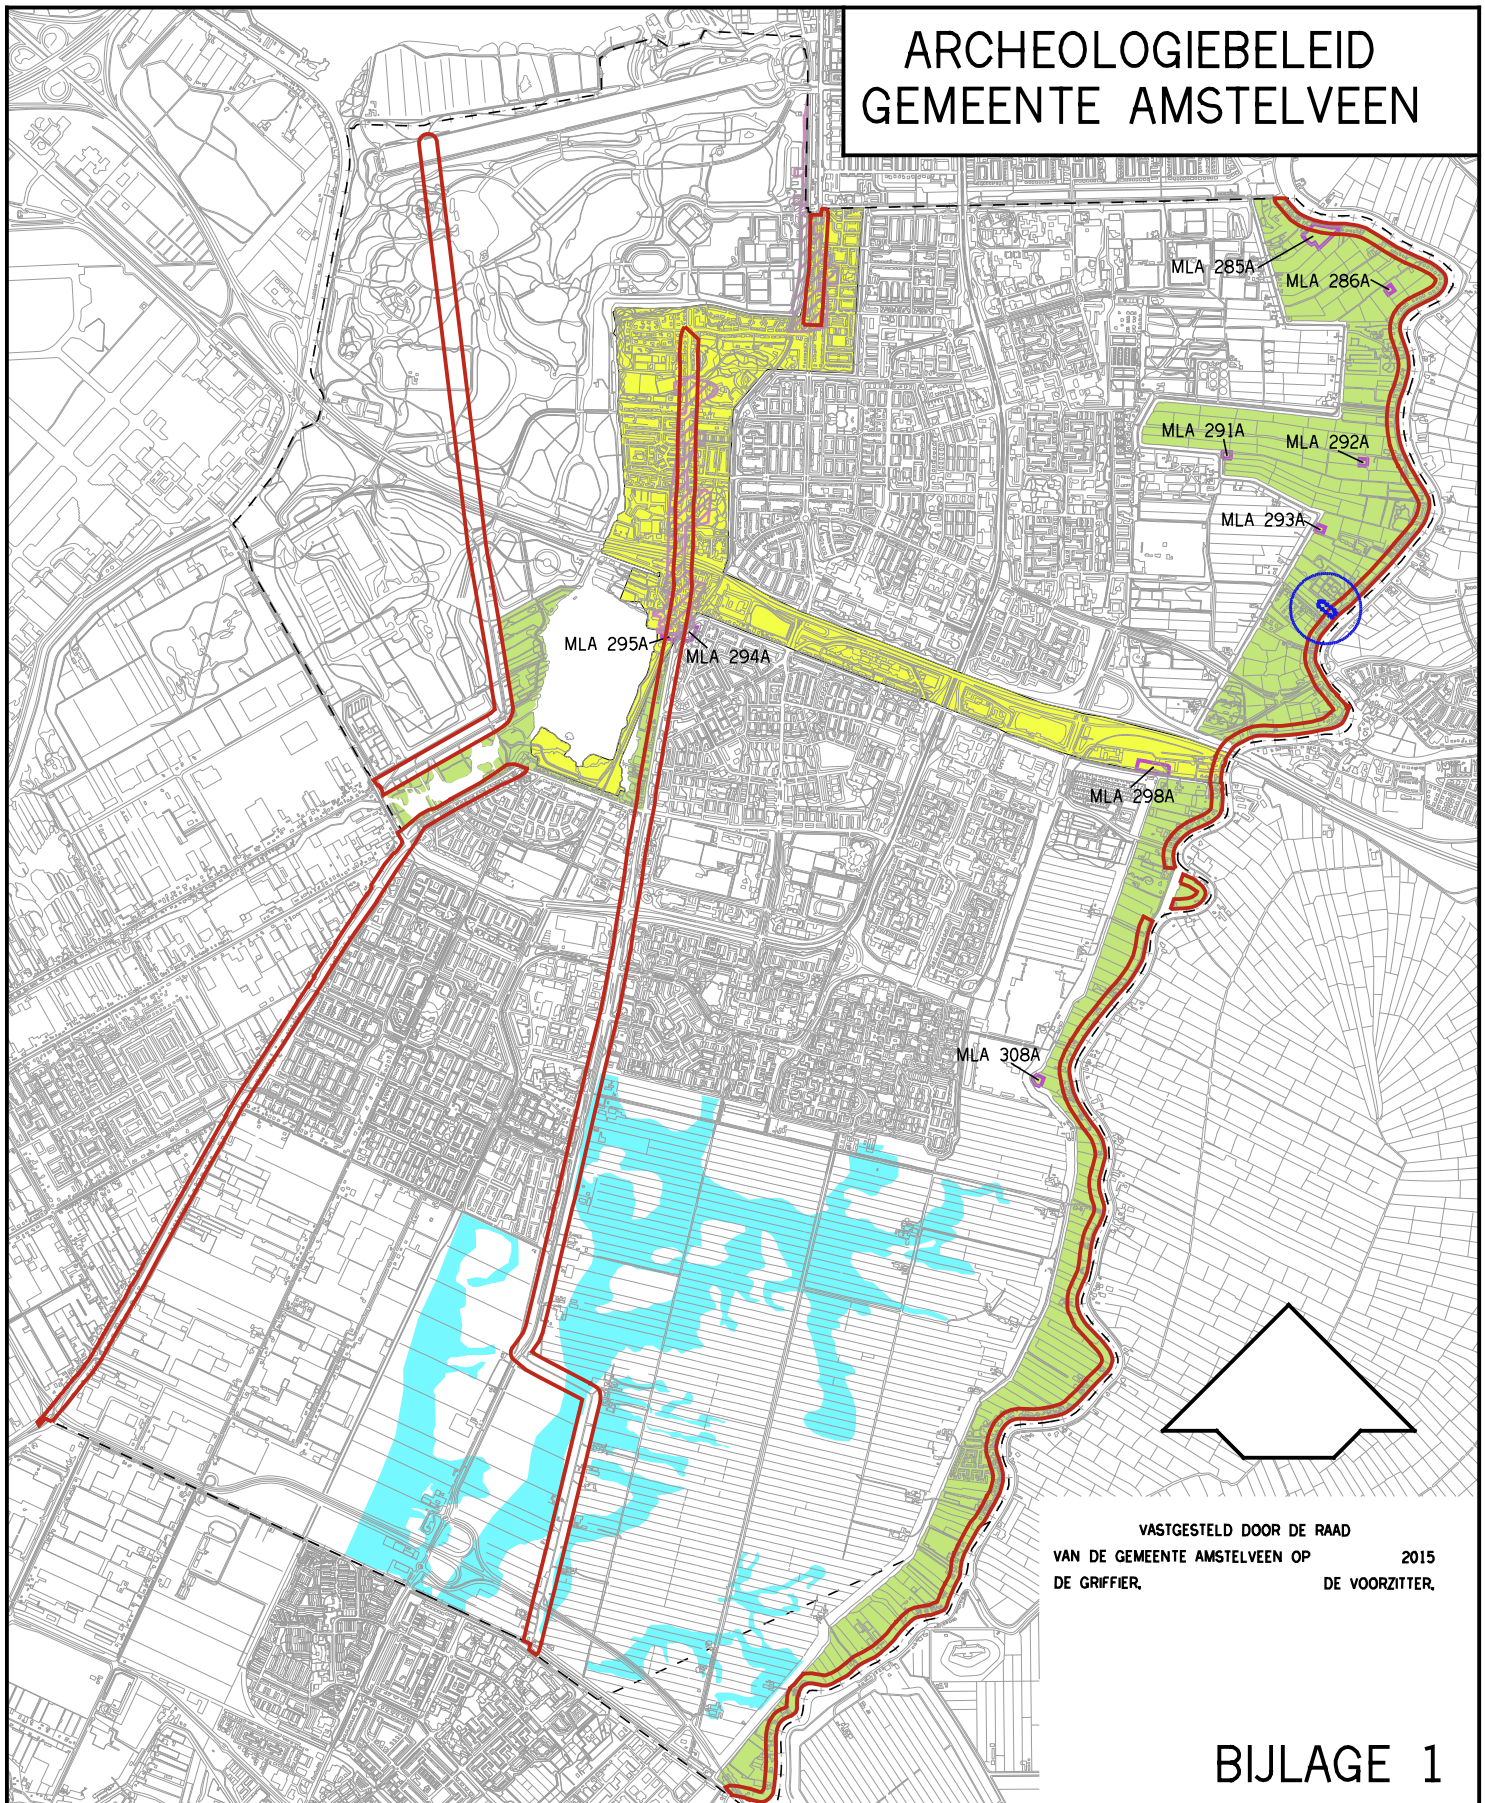 ARCHEOLOGIEBELEID
GEMEENTE AMSTELVEEN
MLA 285A
MLA 286A
MLA 291A
MLA 292A
MLA 293A
MLA 295A
MLA 294A
MLA 298A
MLA 308A
VASTGESTELD DOOR DE RAAD
VAN DE GEMEENTE AMSTELVEEN OP 2015
DE GRIFFIER, DE VOORZITTER,
BIJLAGE 1